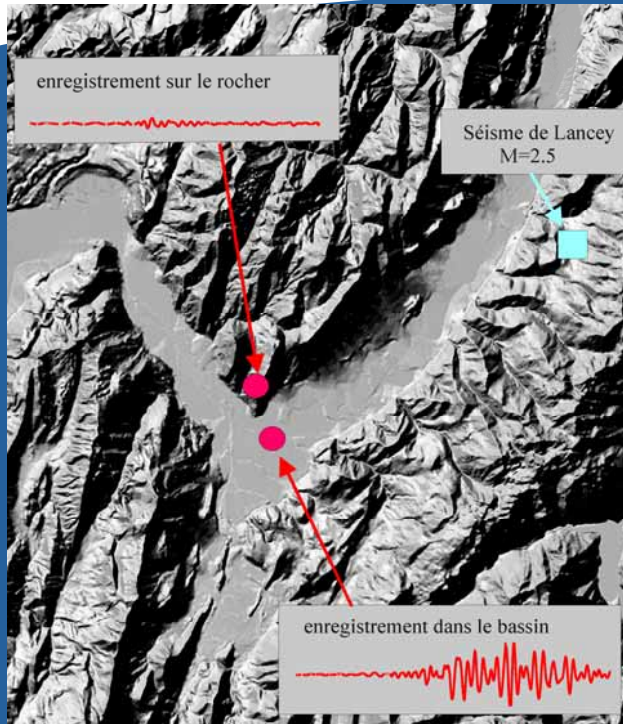 enregistrement sur le rocher
Séisme de Lancey
M=2.5
enregistrement dans le bassin